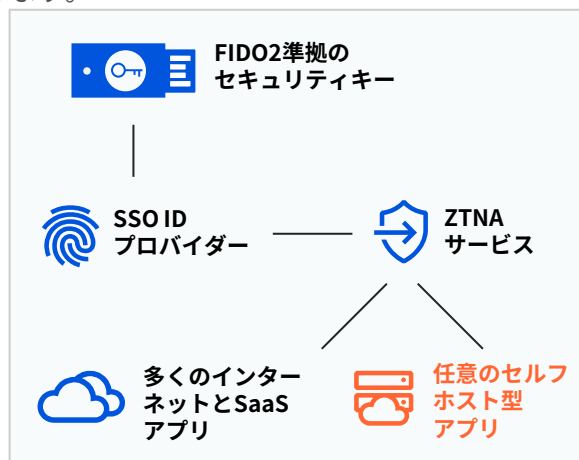 ます。
FIDO2準拠の
セキュリティキー
SSO ID
プロバイダー
ZTNA
サービス
多くのインター
ネットとSaaS
アプリ
任意のセルフ
ホスト型
アプリ